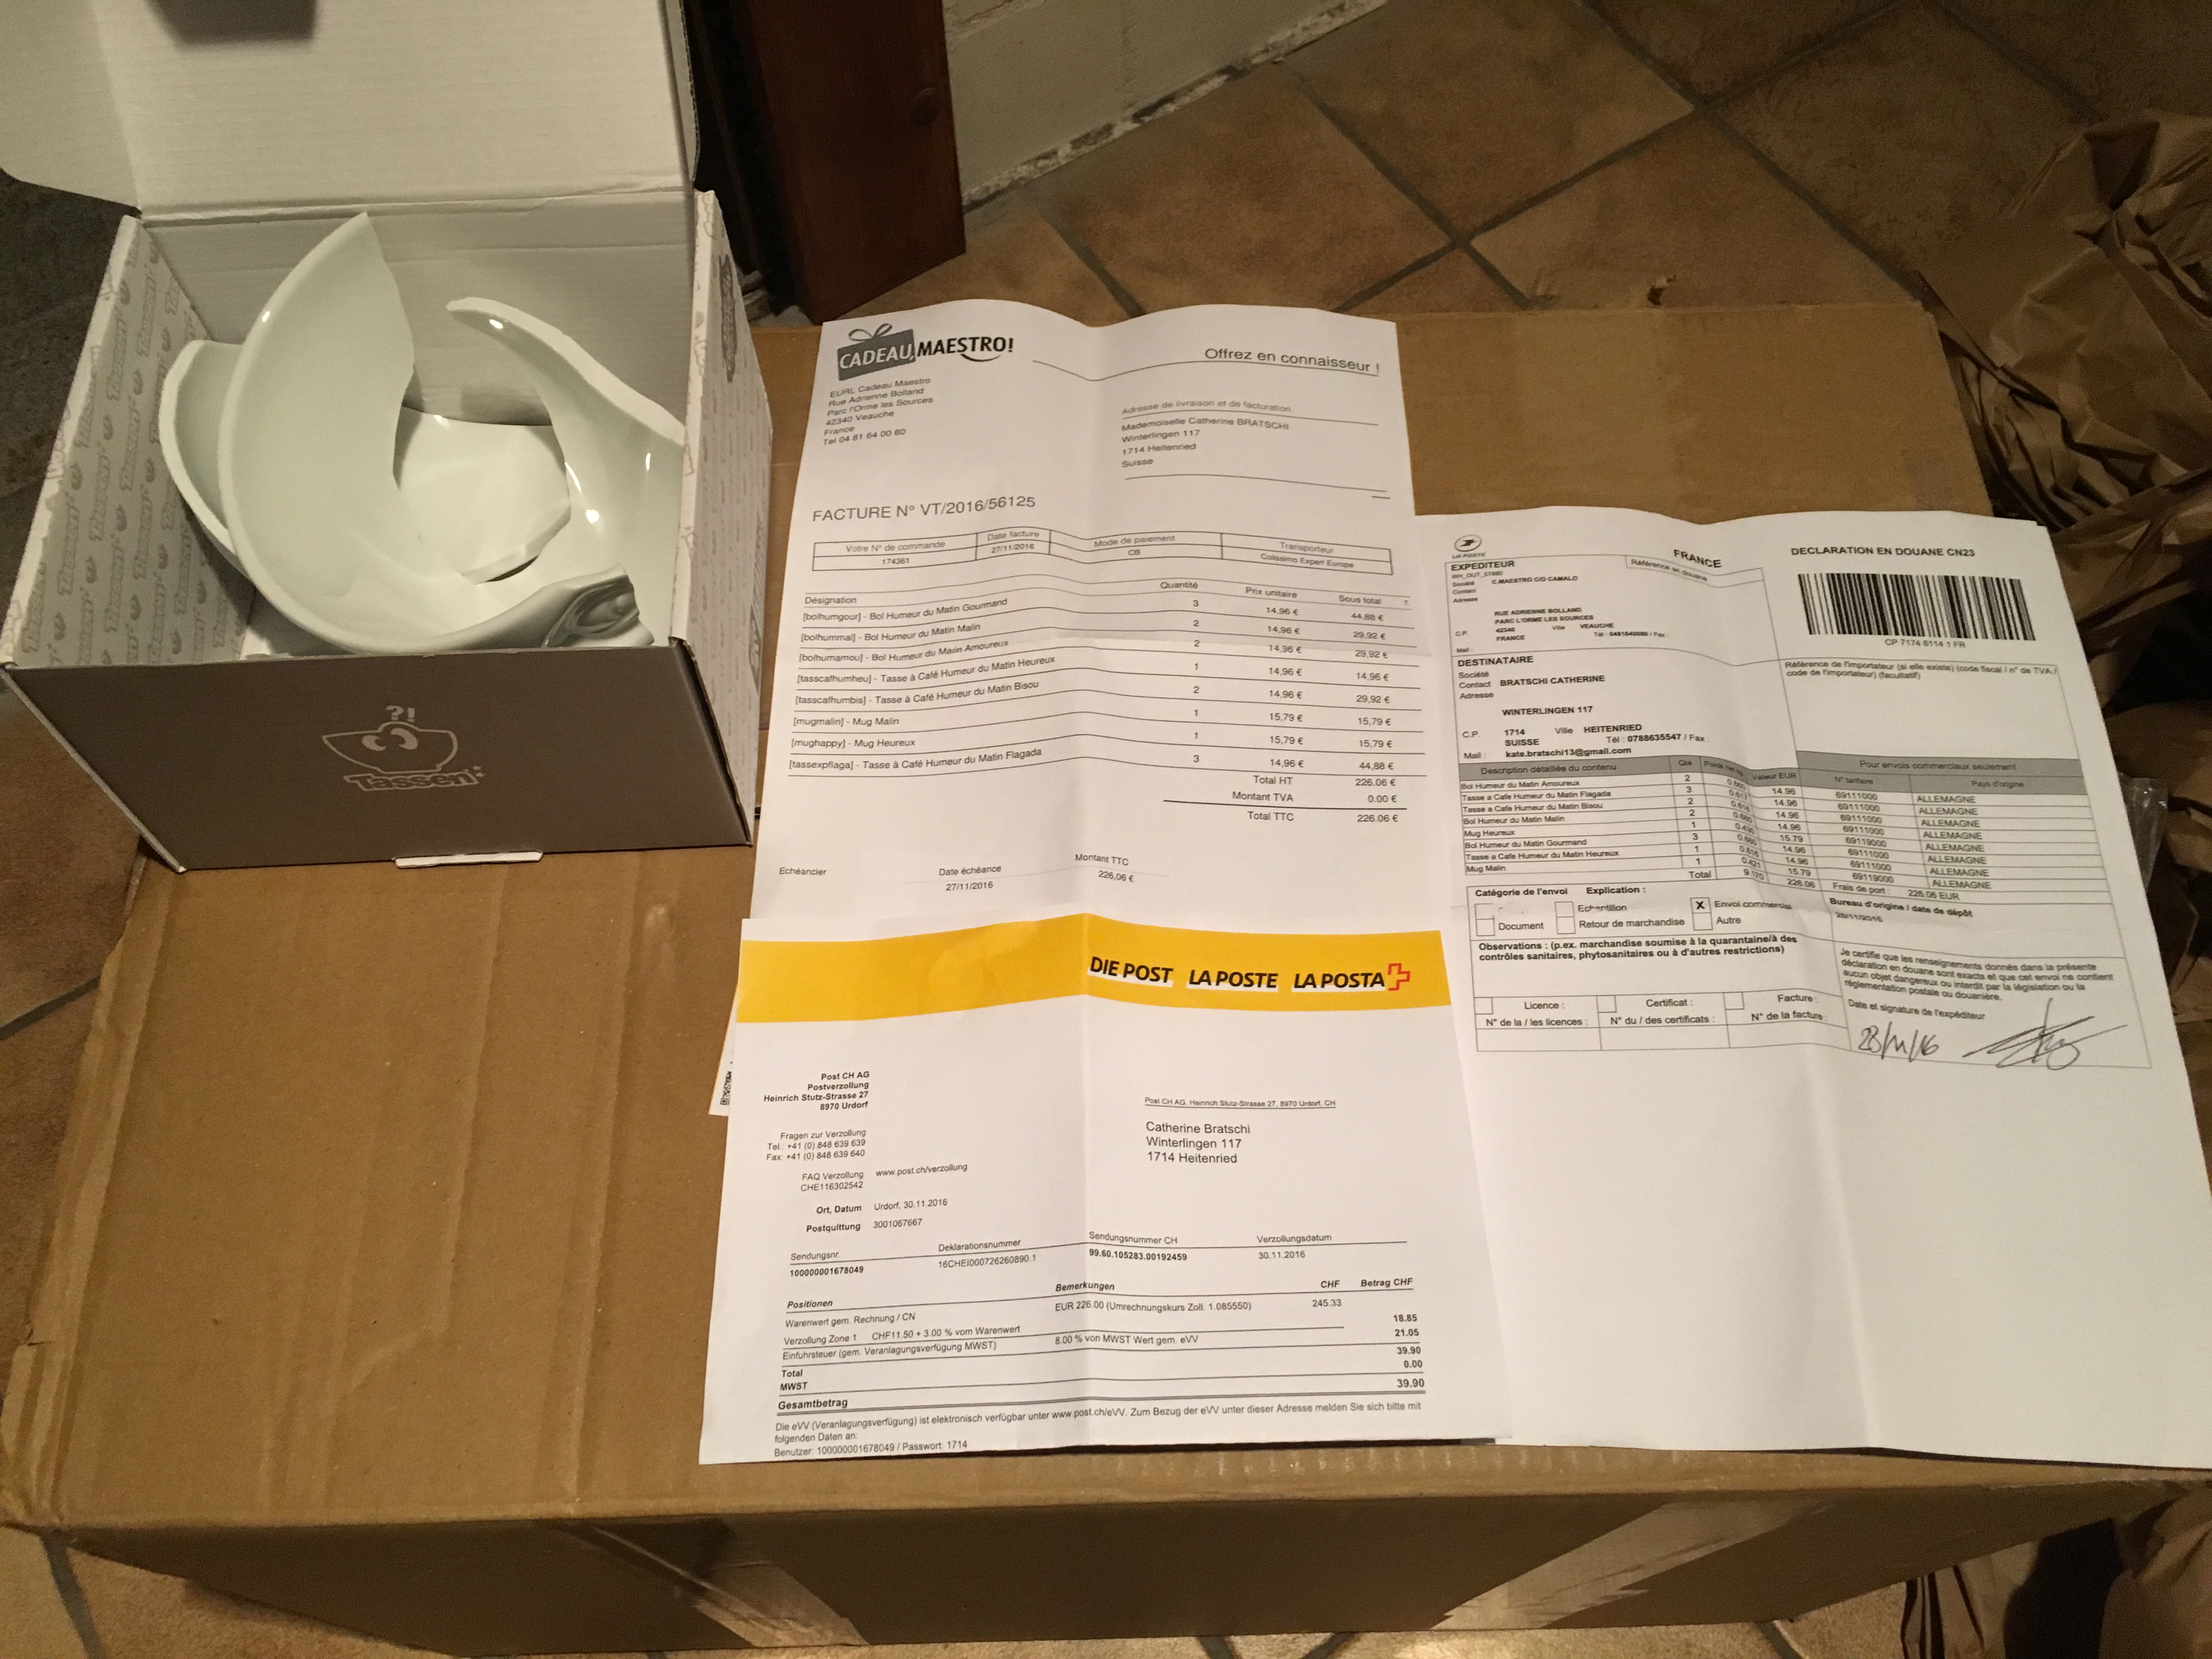 ?!
Tassen
CADEAU MAESTRO!
Offrez en connaisseur !
EURL Cadeau Maestro
Rue Adrienne Bolland
Parc l'Orme les Sources
42340 Veauche
France
Tel 04 81 64 00 80
Adresse de livraison et de facturation
Mademoiselle Catherine BRATSCHI
Winterlingen 117
1714 Heitenried
Suisse
FACTURE N° VT/2016/56125
Votre N° de commande Date facture Mode de paiement Transporteur
174361 27/11/2016 CB Colissimo Expert Europe
Désignation Quantité Prix unitaire Sous total T.
[bolhumgour] - Bol Humeur du Matin Gourmand 3 14,96 € 44,88 €
[bolhummal] - Bol Humeur du Matin Malin 2 14,96 € 29,92 €
[bolhumamou] - Bol Humeur du Matin Amoureux 2 14,96 € 29,92 €
[tasscafhumheu] - Tasse à Café Humeur du Matin Heureux 1 14,96 € 14,96 €
[tasscafhumbis] - Tasse à Café Humeur du Matin Bisou 2 14,96 € 29,92 €
[mugmalin] - Mug Malin 1 15,79 € 15,79 €
[mughappy] - Mug Heureux 1 15,79 € 15,79 €
[tassexpflaga] - Tasse à Café Humeur du Matin Flagada 3 14,96 € 44,88 €
Total HT 226.06 €
Montant TVA 0.00 €
Total TTC 226.06 €
Echéancier Date échéance Montant TTC
27/11/2016 226,06 €
DIE POST LA POSTE LA POSTA
Post CH AG
Postverzollung
Heinrich Stutz-Strasse 27
8970 Urdorf
Fragen zur Verzollung
Tel.: +41 (0) 848 639 639
Fax: +41 (0) 848 639 640
FAQ Verzollung www.post.ch/verzollung
CHE116302542
Ort, Datum Urdorf, 30.11.2016
Postquittung 3001067667
Post CH AG, Heinrich Stutz-Strasse 27, 8970 Urdorf, CH
Catherine Bratschi
Winterlingen 117
1714 Heitenried
Sendungsnr. Deklarationsnummer Sendungsnummer CH Verzollungsdatum
100000001678049 16CHEI000726260890.1 99.60.105283.00192459 30.11.2016
Positionen Bemerkungen CHF Betrag CHF
Warenwert gem. Rechnung / CN EUR 226.00 (Umrechnungskurs Zoll. 1.085550) 245.33
Verzollung Zone 1 CHF11.50 + 3.00 % vom Warenwert 18.85
Einfuhrsteuer (gem. Veranlagungsverfügung MWST) 8.00 % von MWST Wert gem. eVV 21.05
Total 39.90
MWST 0.00
Gesamtbetrag 39.90
Die eVV (Veranlagungsverfügung) ist elektronisch verfügbar unter www.post.ch/eVV. Zum Bezug der eVV unter dieser Adresse melden Sie sich bitte mit
folgenden Daten an:
Benutzer: 100000001678049 / Passwort: 1714
LA POSTE
FRANCE
DECLARATION EN DOUANE CN23
EXPEDITEUR
Référence en douane
Société C.MAESTRO C/O CAMALO
Contact
Adresse
RUE ADRIENNE BOLLAND
PARC L'ORME LES SOURCES
C.P. 42340 Ville VEAUCHE
FRANCE Tél : 0481640080 / Fax :
Mail :
CP 7174 6114 1 FR
DESTINATAIRE
Société
Contact BRATSCHI CATHERINE
Adresse
WINTERLINGEN 117
C.P. 1714 Ville HEITENRIED
SUISSE Tél : 0788635547 / Fax :
Mail : kate.bratschi13@gmail.com
Référence de l'importateur (si elle existe) (code fiscal / n° de TVA /
code de l'importateur) (facultatif)
Description détaillée du contenu Qté Valeur EUR
Pour envois commerciaux seulement
N° tarifaire Pays d'origine
Bol Humeur du Matin Amoureux 2 14.96 69111000 ALLEMAGNE
Tasse a Cafe Humeur du Matin Flagada 3 14.96 69111000 ALLEMAGNE
Tasse a Cafe Humeur du Matin Bisou 2 14.96 69111000 ALLEMAGNE
Bol Humeur du Matin Malin 2 14.96 69111000 ALLEMAGNE
Mug Heureux 1 15.79 69119000 ALLEMAGNE
Bol Humeur du Matin Gourmand 3 14.96 69111000 ALLEMAGNE
Tasse a Cafe Humeur du Matin Heureux 1 14.96 69111000 ALLEMAGNE
Mug Malin 1 15.79 69119000 ALLEMAGNE
Total 9.170 226.06 Frais de port : 226.06 EUR
Catégorie de l'envoi Explication :
Echantillon X Envoi commercial
Document Retour de marchandise Autre
Bureau d'origine / date de dépôt
Observations : (p.ex. marchandise soumise à la quarantaine/à des
contrôles sanitaires, phytosanitaires ou à d'autres restrictions)
Je certifie que les renseignements donnés dans la présente
déclaration en douane sont exacts et que cet envoi ne contient
aucun objet dangereux ou interdit par la législation ou la
réglementation postale ou douanière.
Date et signature de l'expéditeur
28/11/16
Licence : Certificat : Facture :
N° de la / les licences : N° du / des certificats : N° de la facture :